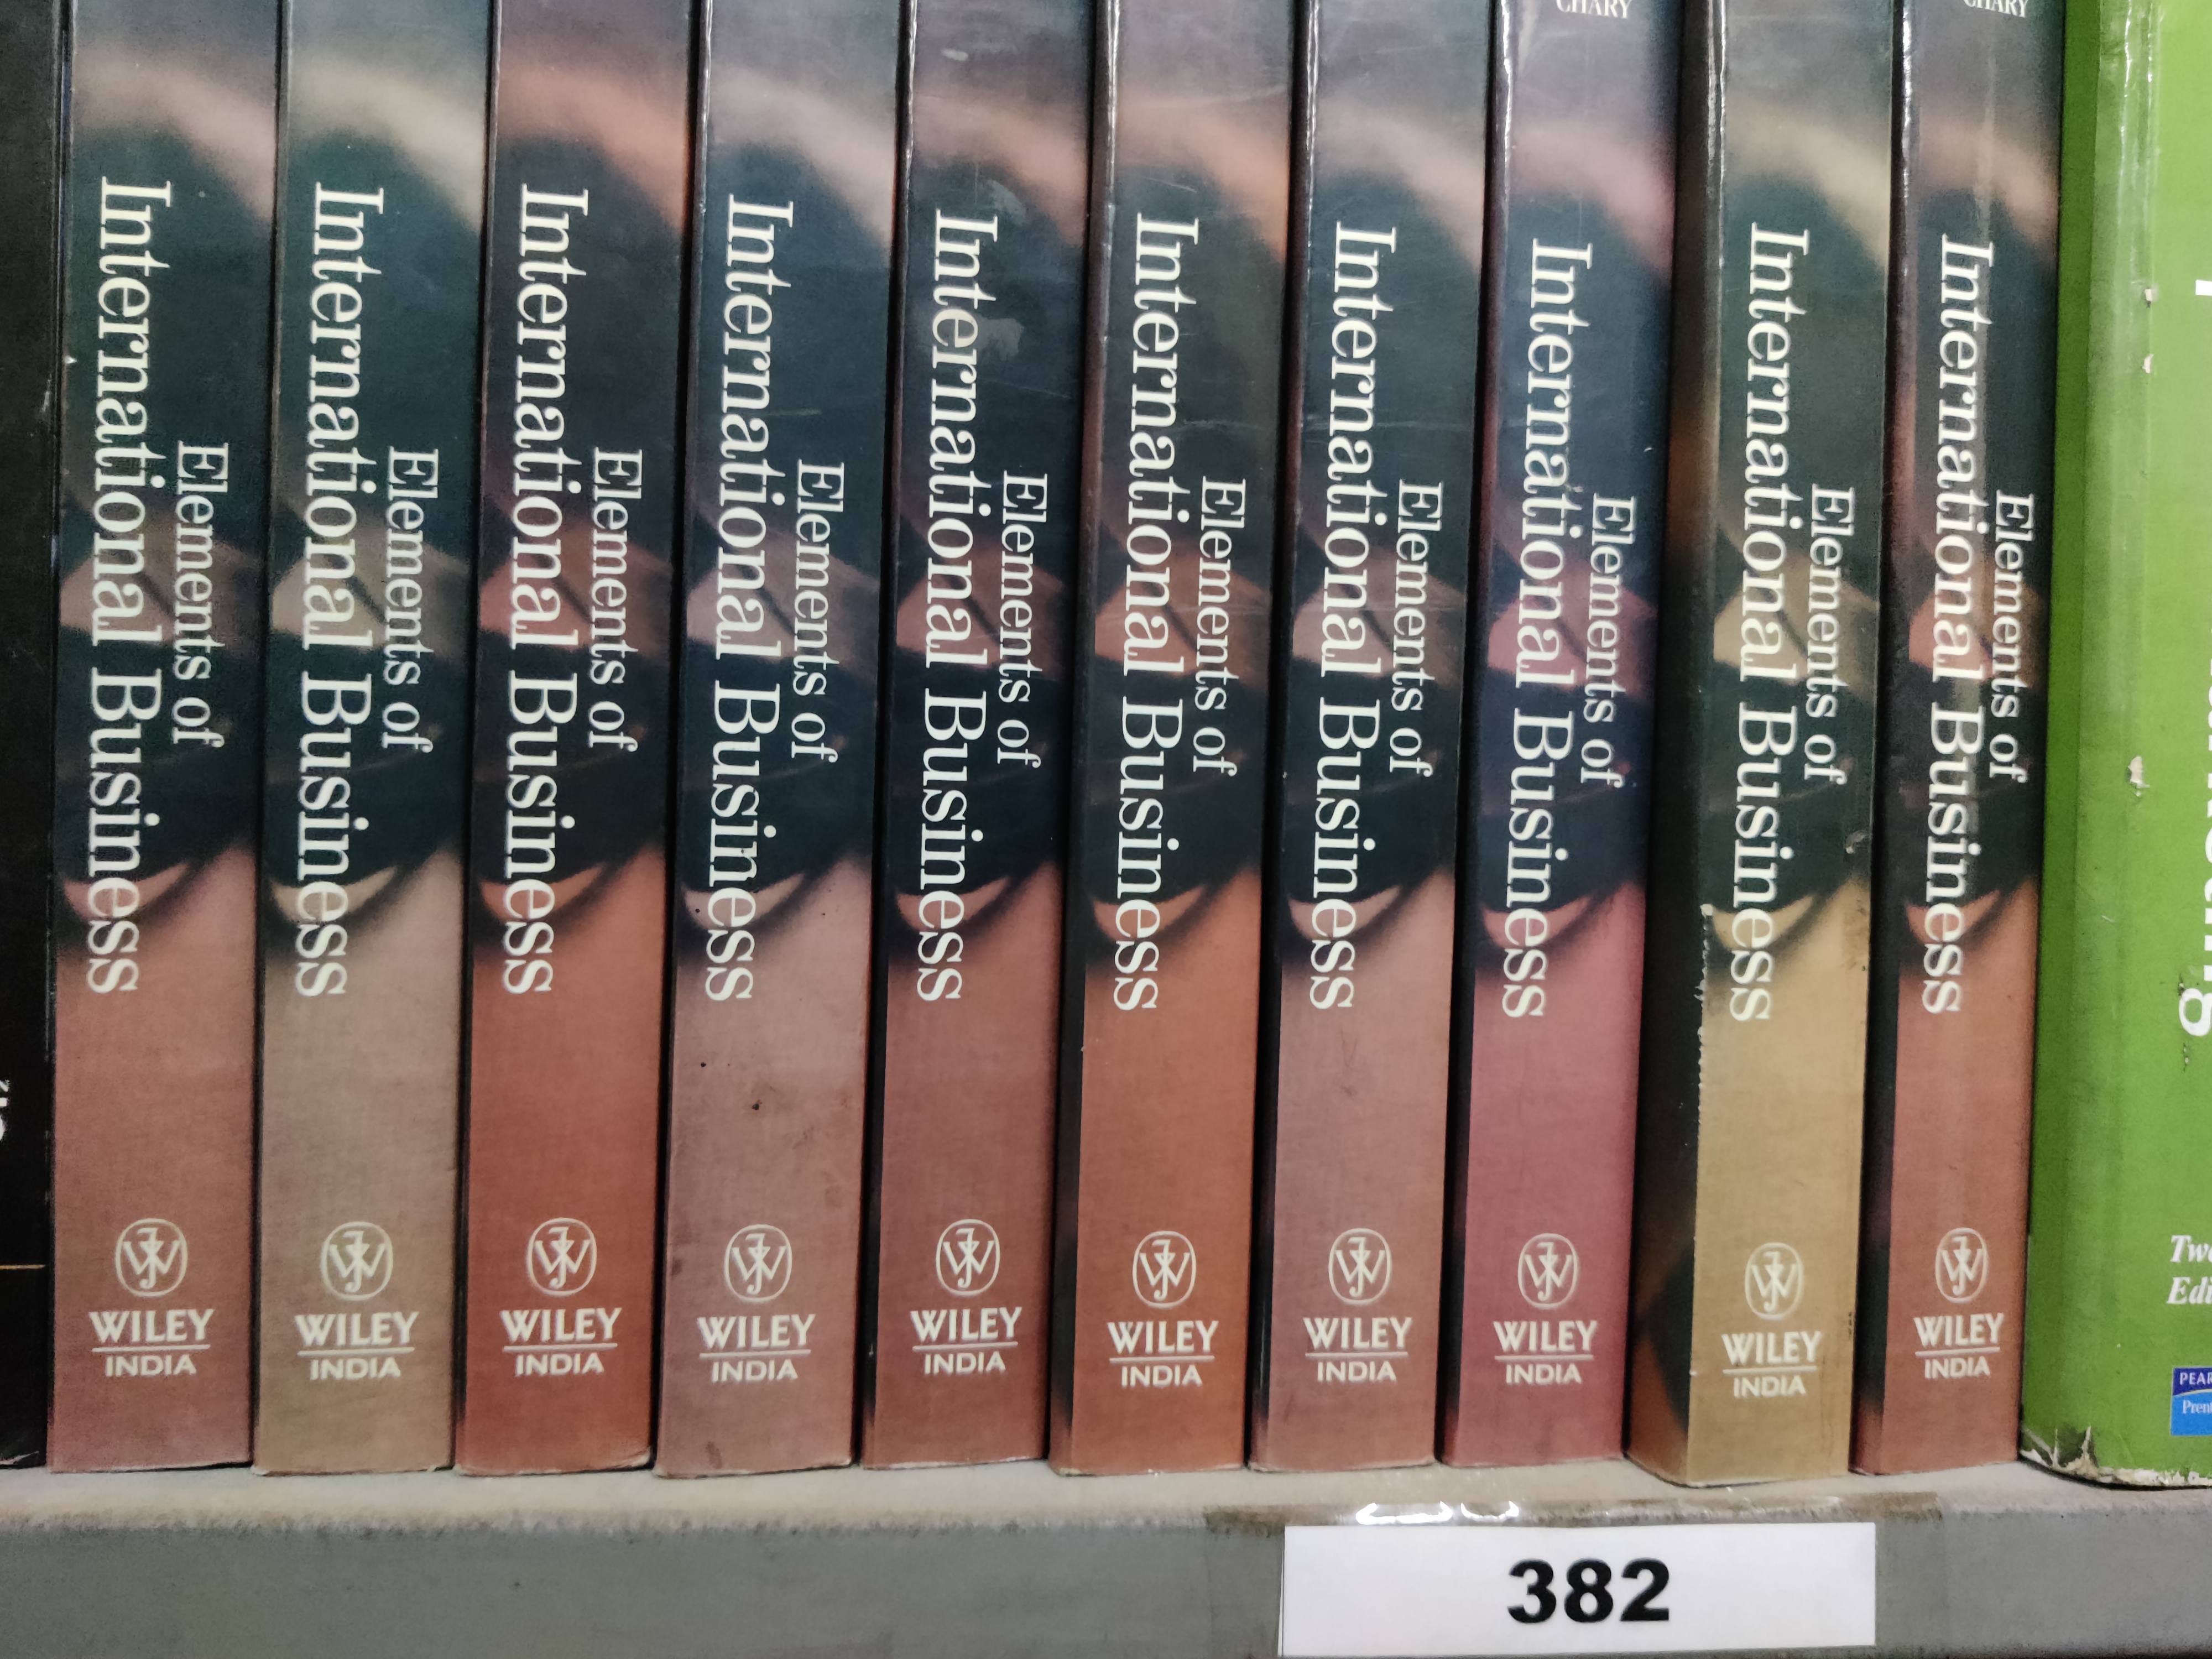 Elements of
International Business
WILEY
INDIA
Elements of
International Business
WILEY
INDIA
Elements of
International Business
WILEY
INDIA
Elements of
International Business
WILEY
INDIA
Elements of
International Business
WILEY
INDIA
Elements of
International Business
WILEY
INDIA
Elements of
International Business
WILEY
INDIA
CHARY
Elements of
International Business
WILEY
INDIA
Elements of
International Business
WILEY
INDIA
CHARY
Elements of
International Business
WILEY
INDIA
382